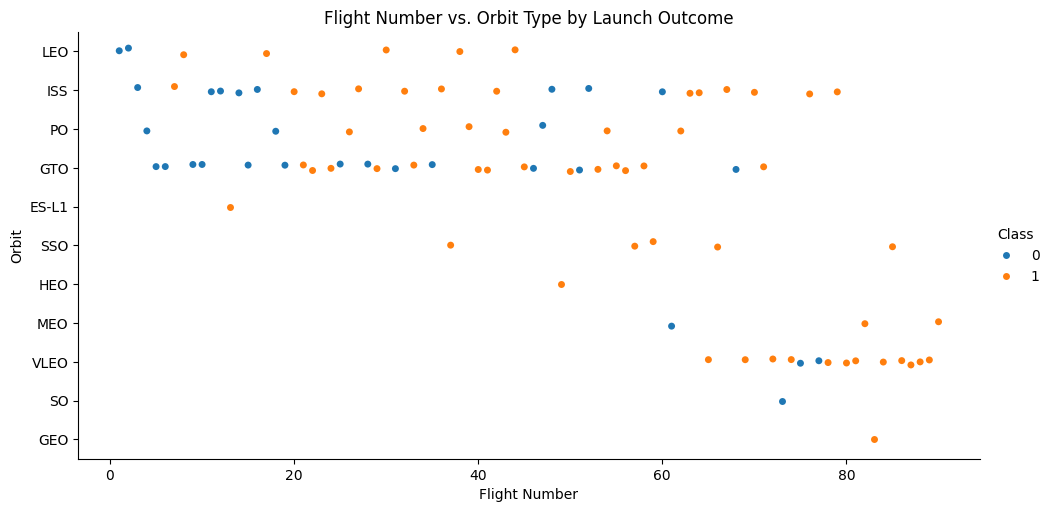 Flight Number vs. Orbit Type by Launch Outcome
LEO
ISS
PO
GTO
ES-L1
SSO
HEO
MEO
VLEO
SO
GEO
Orbit
0
20
40
60
80
Flight Number
Class
0
1